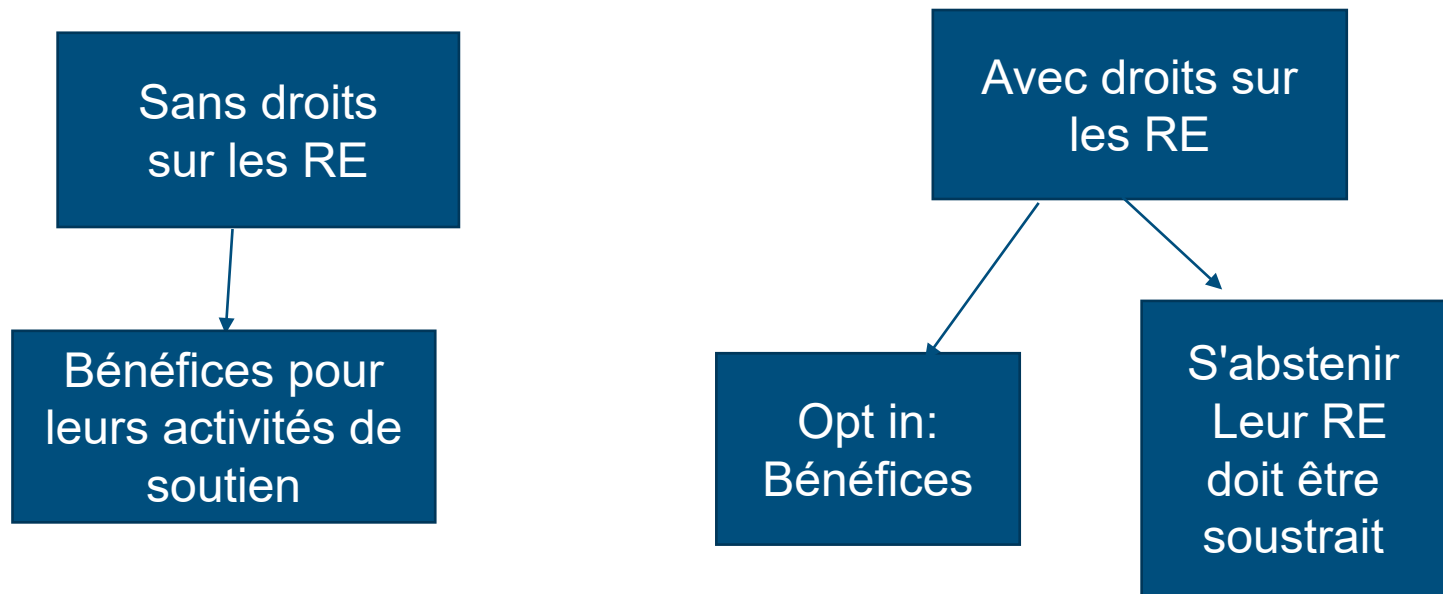 Sans droits
sur les RE
Avec droits sur
les RE
Bénéfices pour
leurs activités de
soutien
Opt in:
Bénéfices
S'abstenir
Leur RE
doit être
soustrait